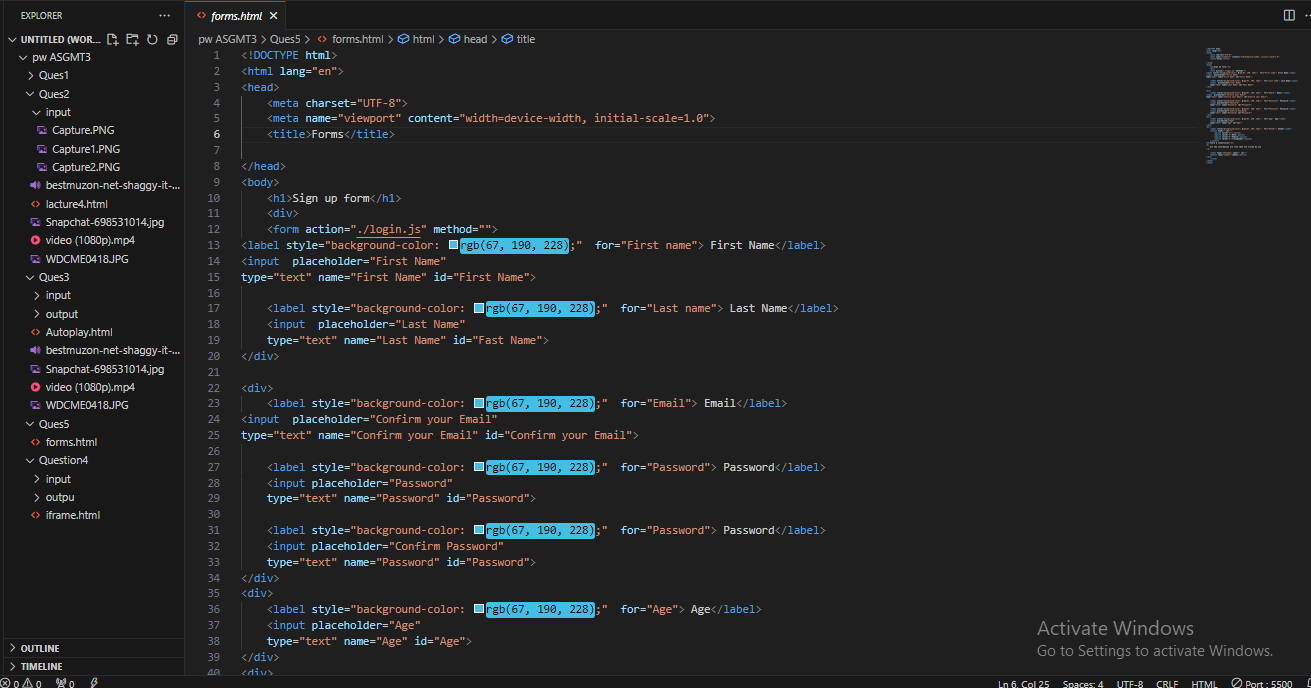 EXPLORER
UNTITLED (WOR...
pw ASGMT3
Ques1
Ques2
input
Capture.PNG
Capture1.PNG
Capture2.PNG
bestmuzon-net-shaggy-it-...
lacture4.html
Snapchat-698531014.jpg
video (1080p).mp4
WDCME0418.JPG
Ques3
input
output
Autoplay.html
bestmuzon-net-shaggy-it-...
Snapchat-698531014.jpg
video (1080p).mp4
WDCME0418.JPG
Ques5
forms.html
Question4
input
outpu
iframe.html
OUTLINE
TIMELINE
forms.html
pw ASGMT3 > Ques5 > forms.html > html > head > title
1 <!DOCTYPE html>
2 <html lang="en">
3 <head>
4 <meta charset="UTF-8">
5 <meta name="viewport" content="width=device-width, initial-scale=1.0">
6 <title>Forms</title>
7
8 </head>
9 <body>
10 <h1>Sign up form</h1>
11 <div>
12 <form action="./login.js" method="">
13 <label style="background-color: rgb(67, 190, 228);" for="First name"> First Name</label>
14 <input placeholder="First Name"
15 type="text" name="First Name" id="First Name">
16
17 <label style="background-color: rgb(67, 190, 228);" for="Last name"> Last Name</label>
18 <input placeholder="Last Name"
19 type="text" name="Last Name" id="Fast Name">
20 </div>
21
22 <div>
23 <label style="background-color: rgb(67, 190, 228);" for="Email"> Email</label>
24 <input placeholder="Confirm your Email"
25 type="text" name="Confirm your Email" id="Confirm your Email">
26
27 <label style="background-color: rgb(67, 190, 228);" for="Password"> Password</label>
28 <input placeholder="Password"
29 type="text" name="Password" id="Password">
30
31 <label style="background-color: rgb(67, 190, 228);" for="Password"> Password</label>
32 <input placeholder="Confirm Password"
33 type="text" name="Password" id="Password">
34 </div>
35 <div>
36 <label style="background-color: rgb(67, 190, 228);" for="Age"> Age</label>
37 <input placeholder="Age"
38 type="text" name="Age" id="Age">
39 </div>
40 <div>
Activate Windows
Go to Settings to activate Windows.
0 0 0
Ln 6, Col 25 Spaces: 4 UTF-8 CRLF HTML Port : 5500